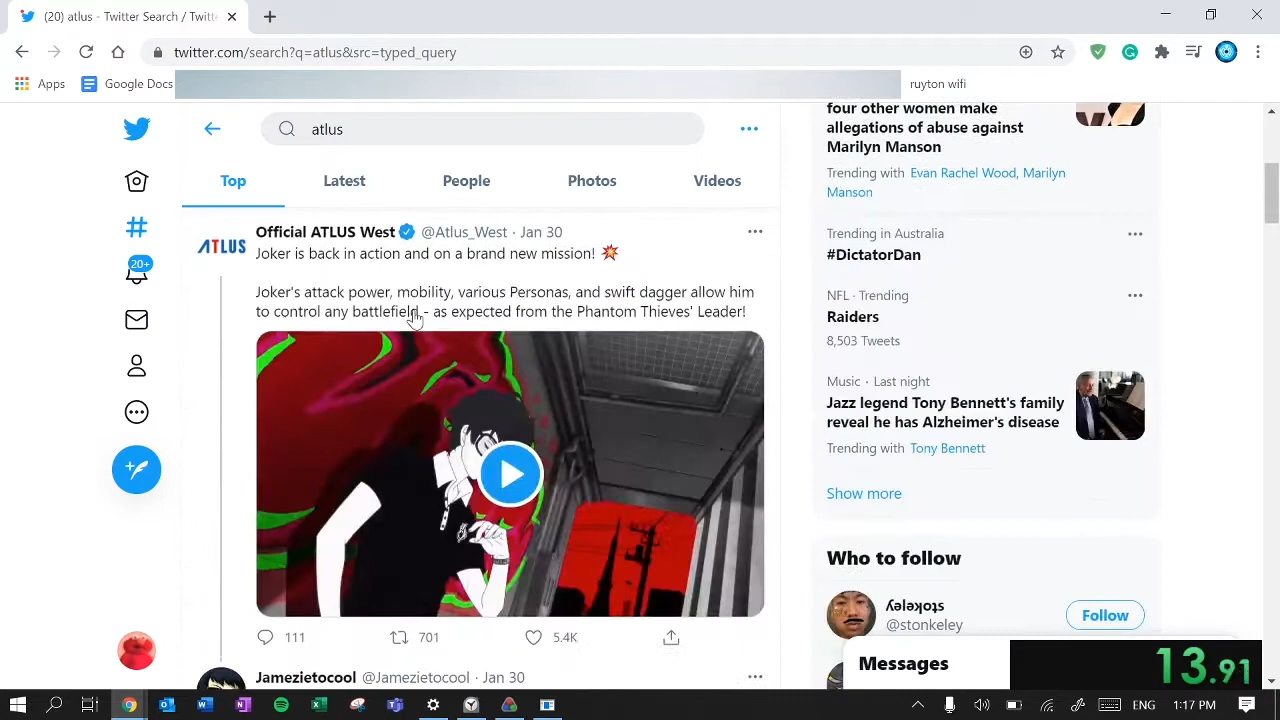 (20) atlus - Twitter Search / Twitter
twitter.com/search?q=atlus&src=typed_query
Apps
Google Docs
ruyton wifi
atlus
Top
Latest
People
Photos
Videos
ATLUS
Official ATLUS West @Atlus_West · Jan 30
Joker is back in action and on a brand new mission! 💥
Joker's attack power, mobility, various Personas, and swift dagger allow him
to control any battlefield - as expected from the Phantom Thieves' Leader!
111
701
5.4K
Jamezietocool @Jamezietocool · Jan 30
20+
four other women make
allegations of abuse against
Marilyn Manson
Trending with Evan Rachel Wood, Marilyn
Manson
Trending in Australia
#DictatorDan
NFL · Trending
Raiders
8,503 Tweets
Music · Last night
Jazz legend Tony Bennett's family
reveal he has Alzheimer's disease
Trending with Tony Bennett
Show more
Who to follow
ʎǝlǝʞoʇs
@stonkeley
Follow
Messages
13.91
ENG
1:17 PM